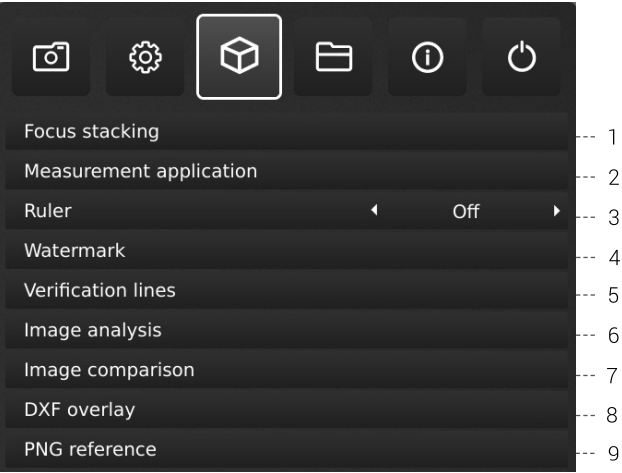 Focus stacking 1
Measurement application 2
Ruler Off 3
Watermark 4
Verification lines 5
Image analysis 6
Image comparison 7
DXF overlay 8
PNG reference 9